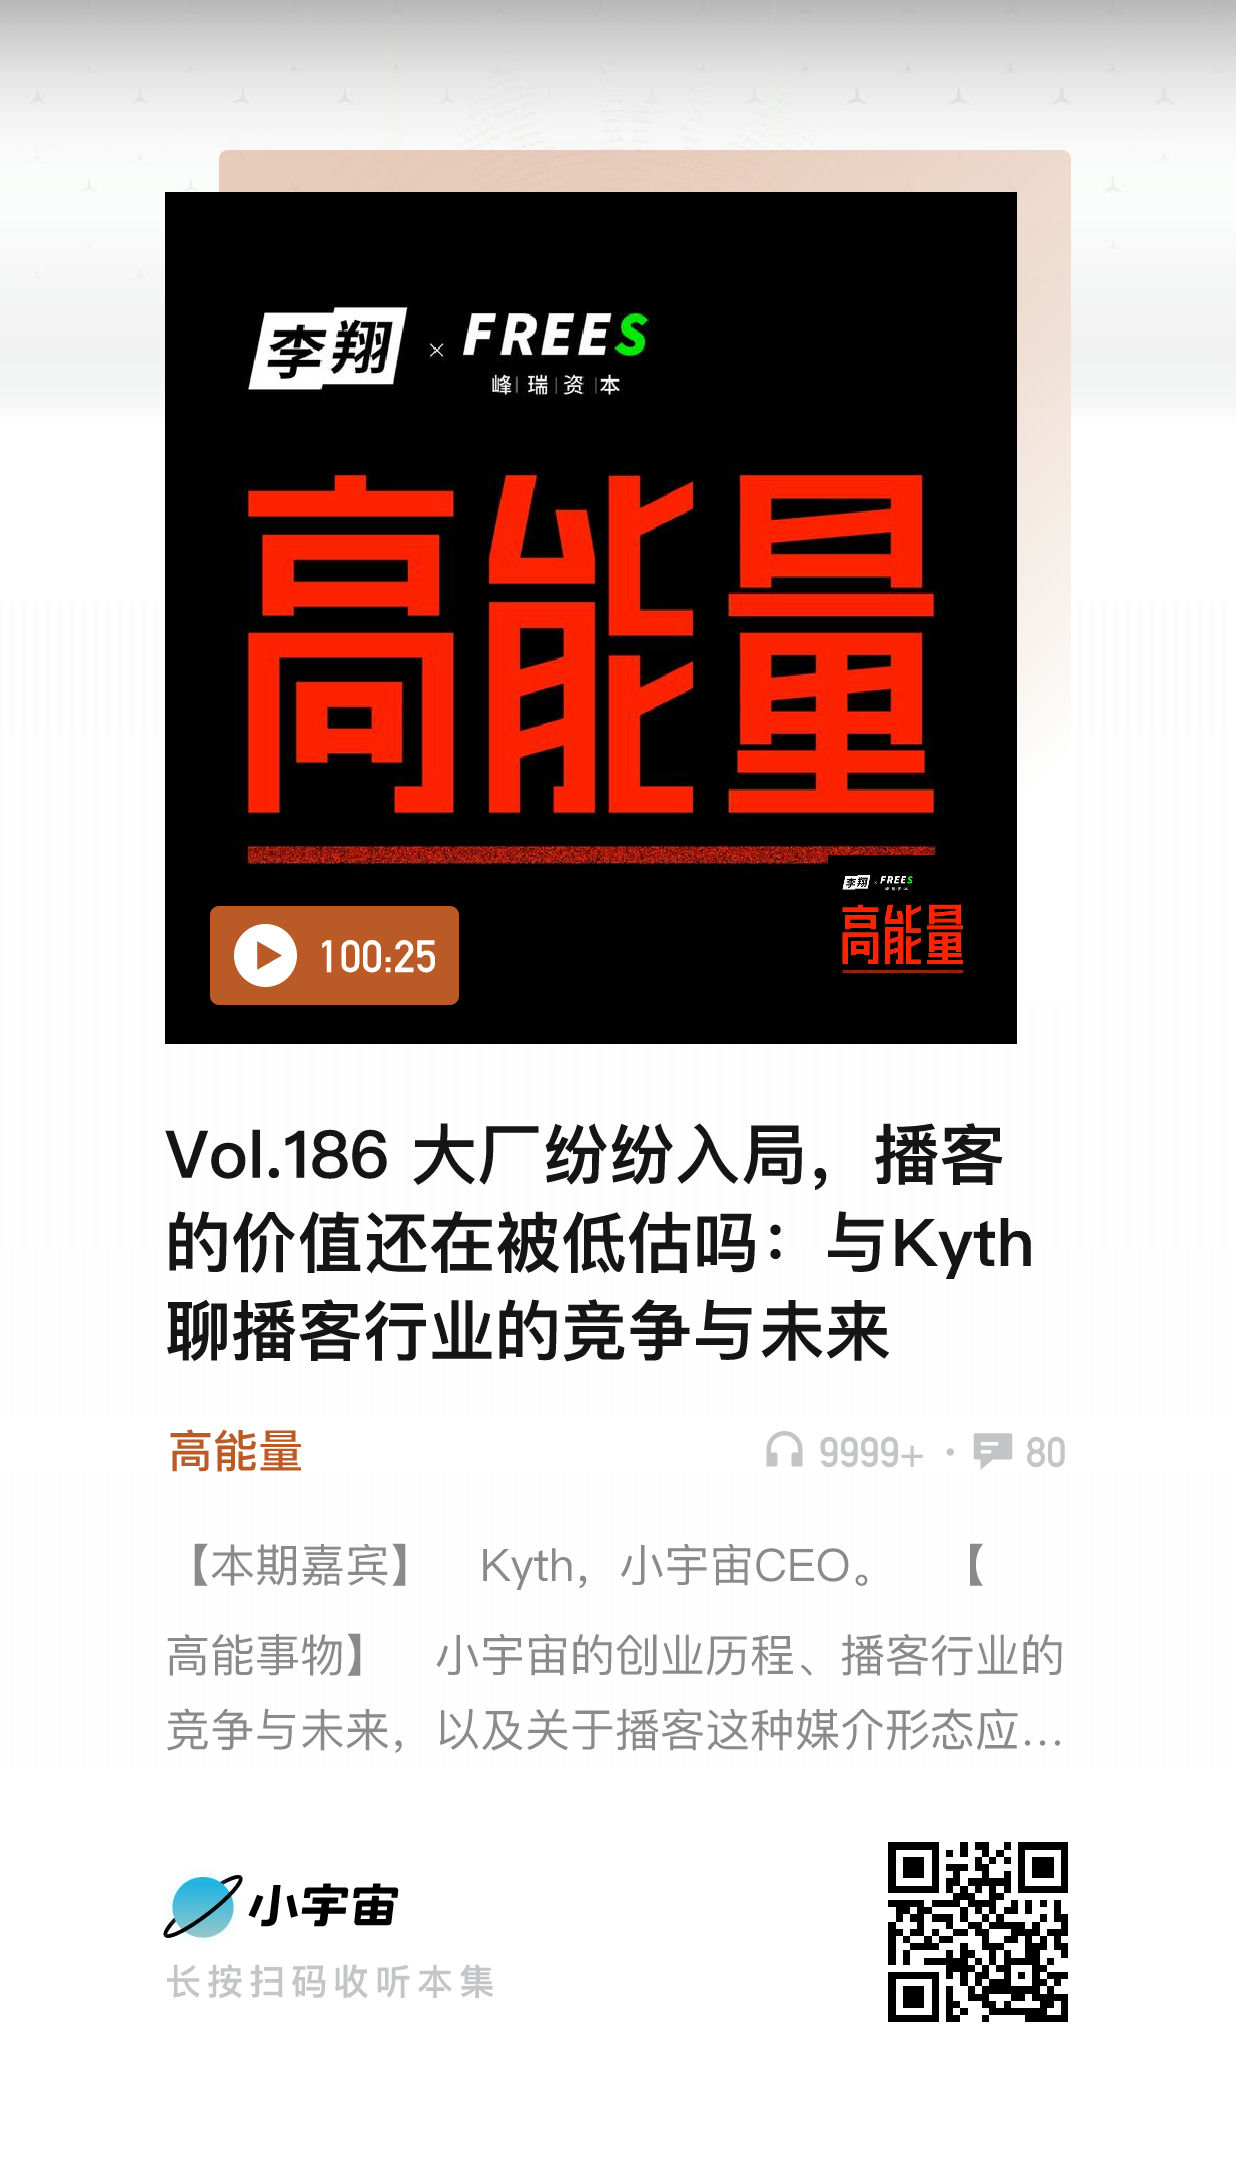 李翔 × FREES
峰瑞资本
高能量
李翔 × FREES
峰瑞资本
高能量
100:25
Vol.186 大厂纷纷入局，播客
的价值还在被低估吗：与Kyth
聊播客行业的竞争与未来
高能量 9999+ · 80
【本期嘉宾】 Kyth，小宇宙CEO。 【
高能事物】 小宇宙的创业历程、播客行业的
竞争与未来，以及关于播客这种媒介形态应...
小宇宙
长按扫码收听本集